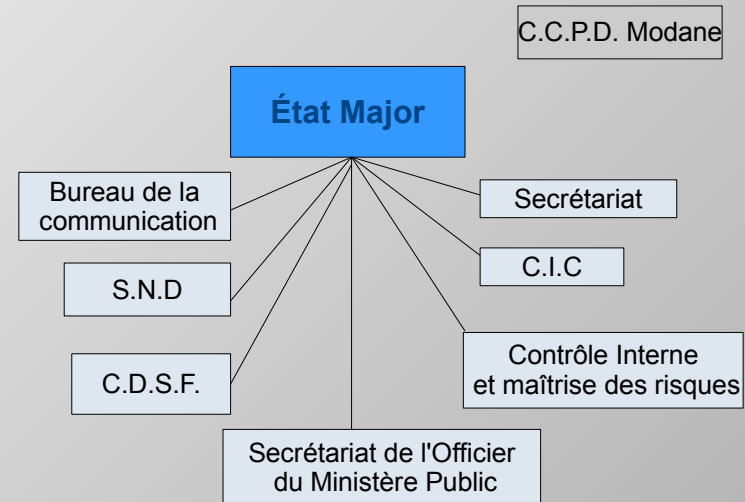 C.C.P.D. Modane
État Major
Bureau de la
communication
Secrétariat
S.N.D
C.I.C
C.D.S.F.
Contrôle Interne
et maîtrise des risques
Secrétariat de l'Officier
du Ministère Public